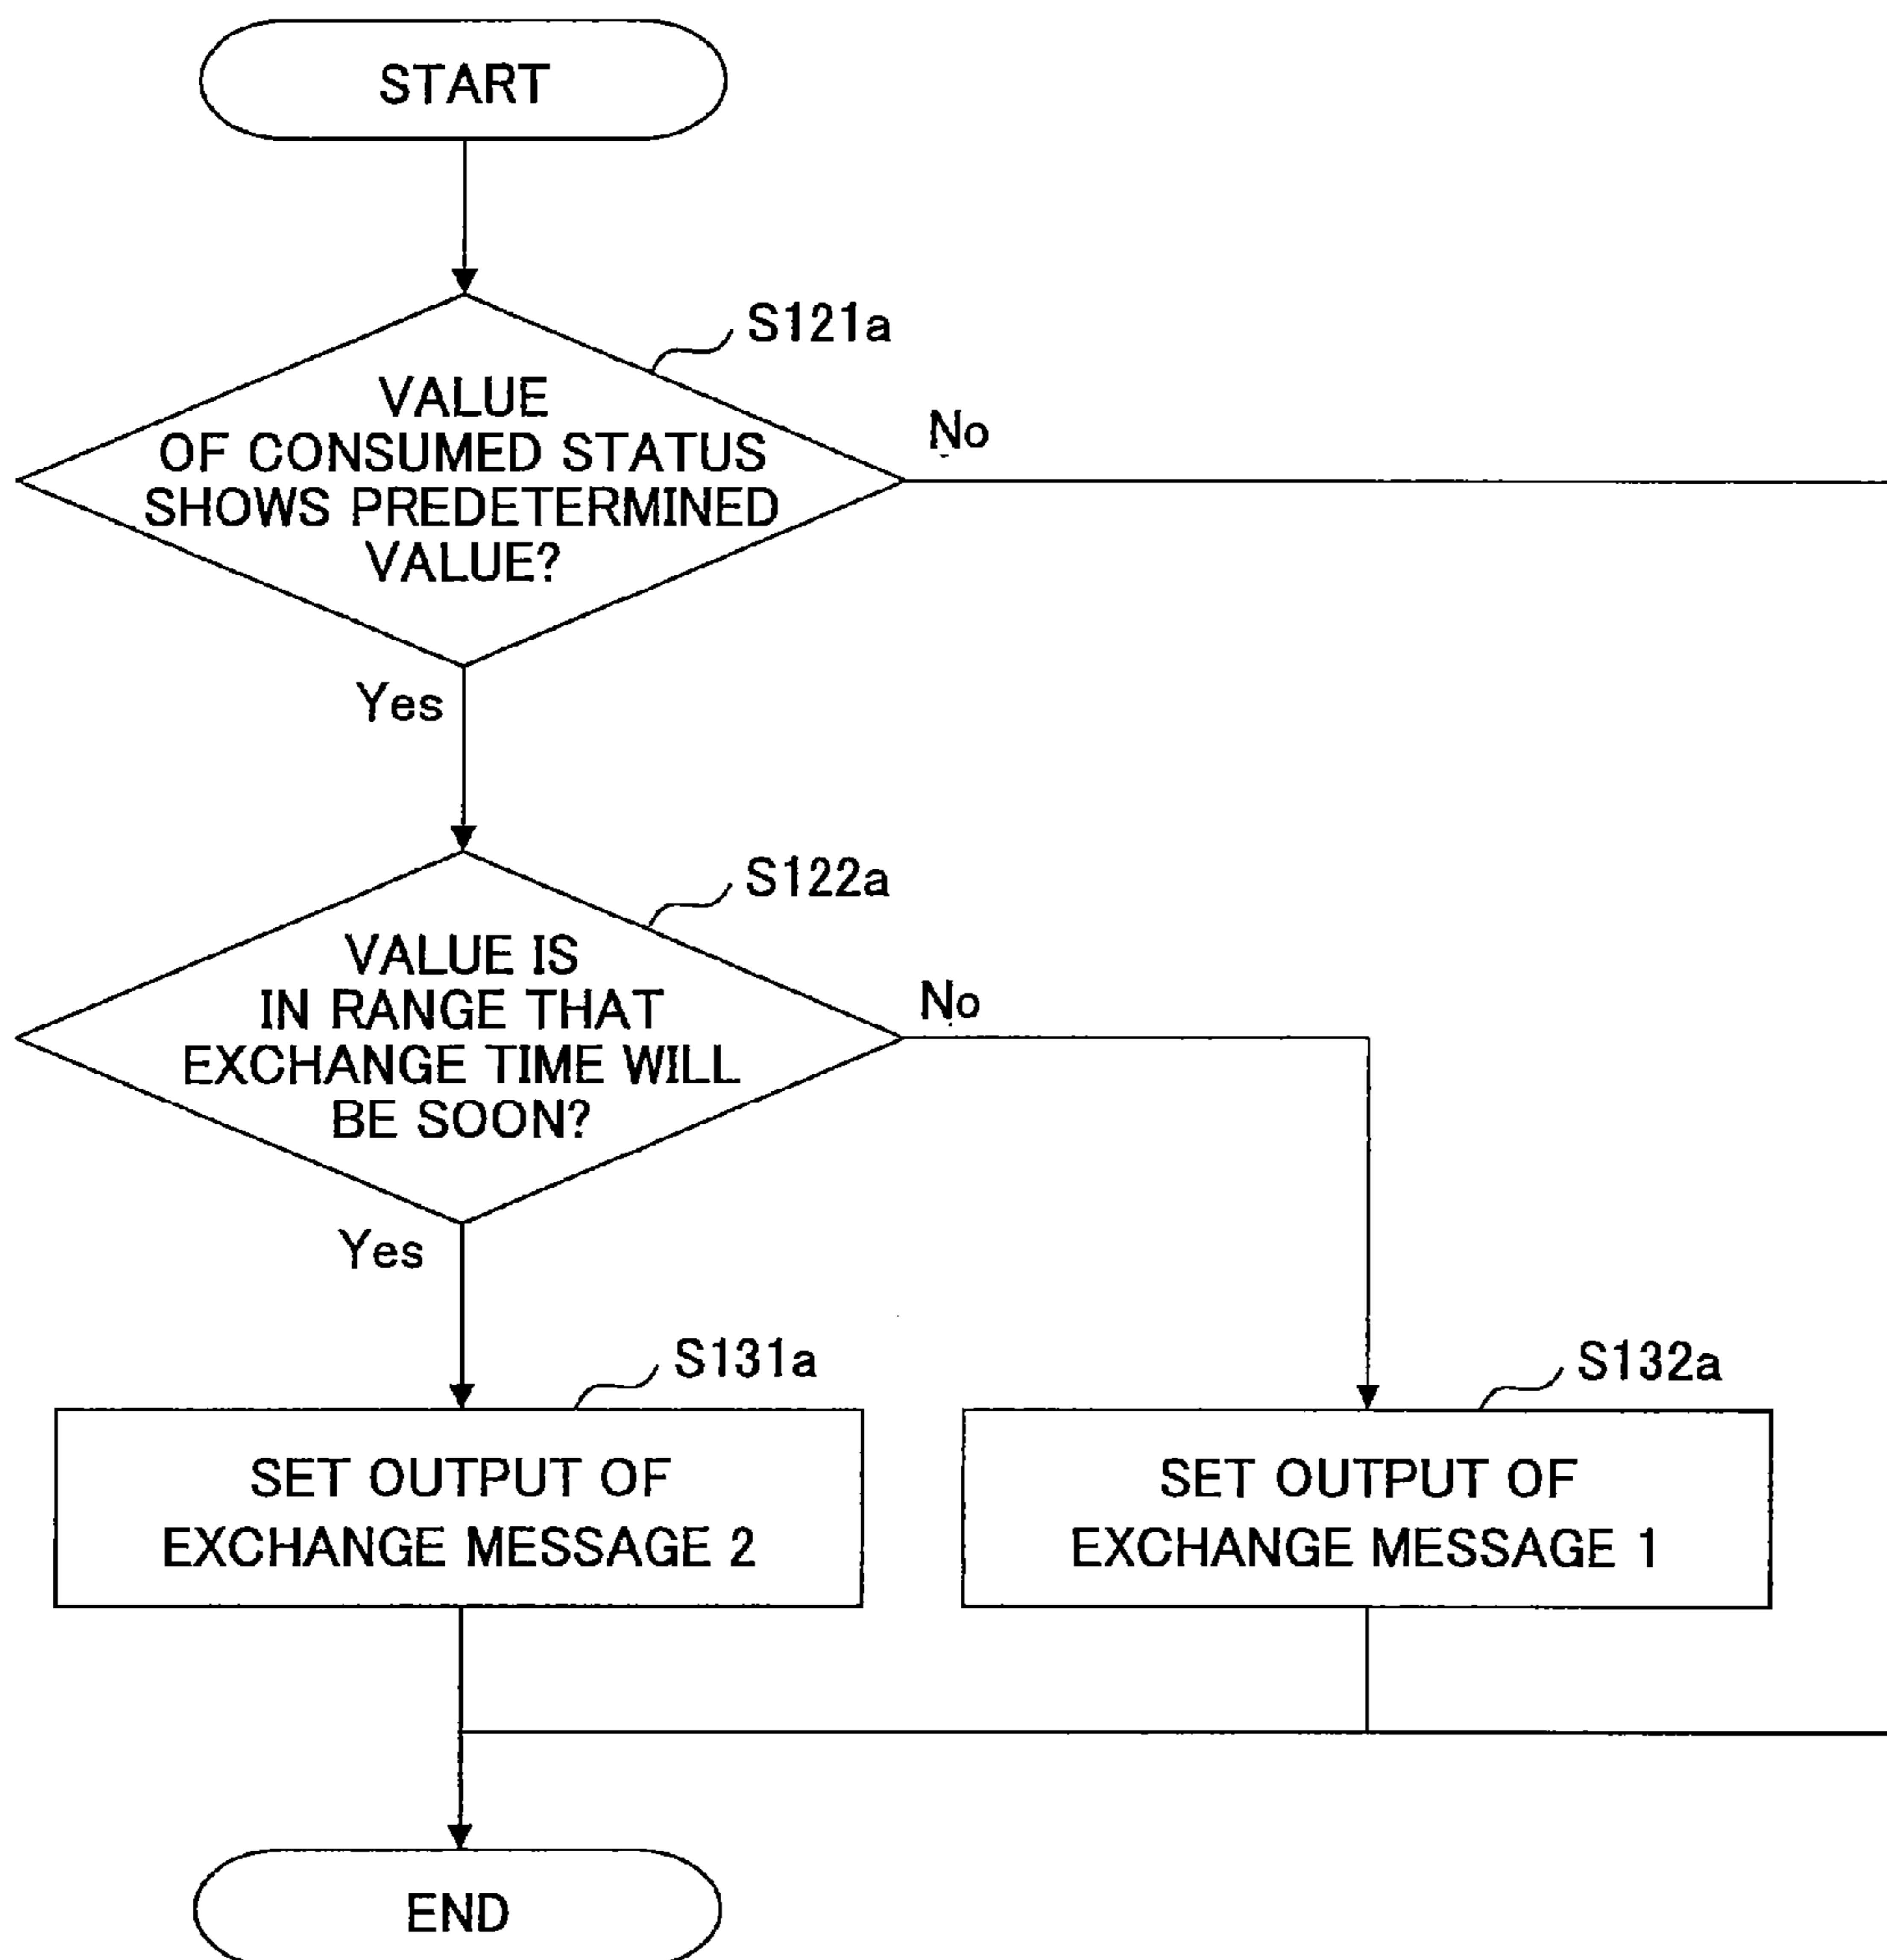 START
S121a
VALUE
OF CONSUMED STATUS
SHOWS PREDETERMINED
VALUE?
No
Yes
S122a
VALUE IS
IN RANGE THAT
EXCHANGE TIME WILL
BE SOON?
No
Yes
S131a
SET OUTPUT OF
EXCHANGE MESSAGE 2
S132a
SET OUTPUT OF
EXCHANGE MESSAGE 1
END